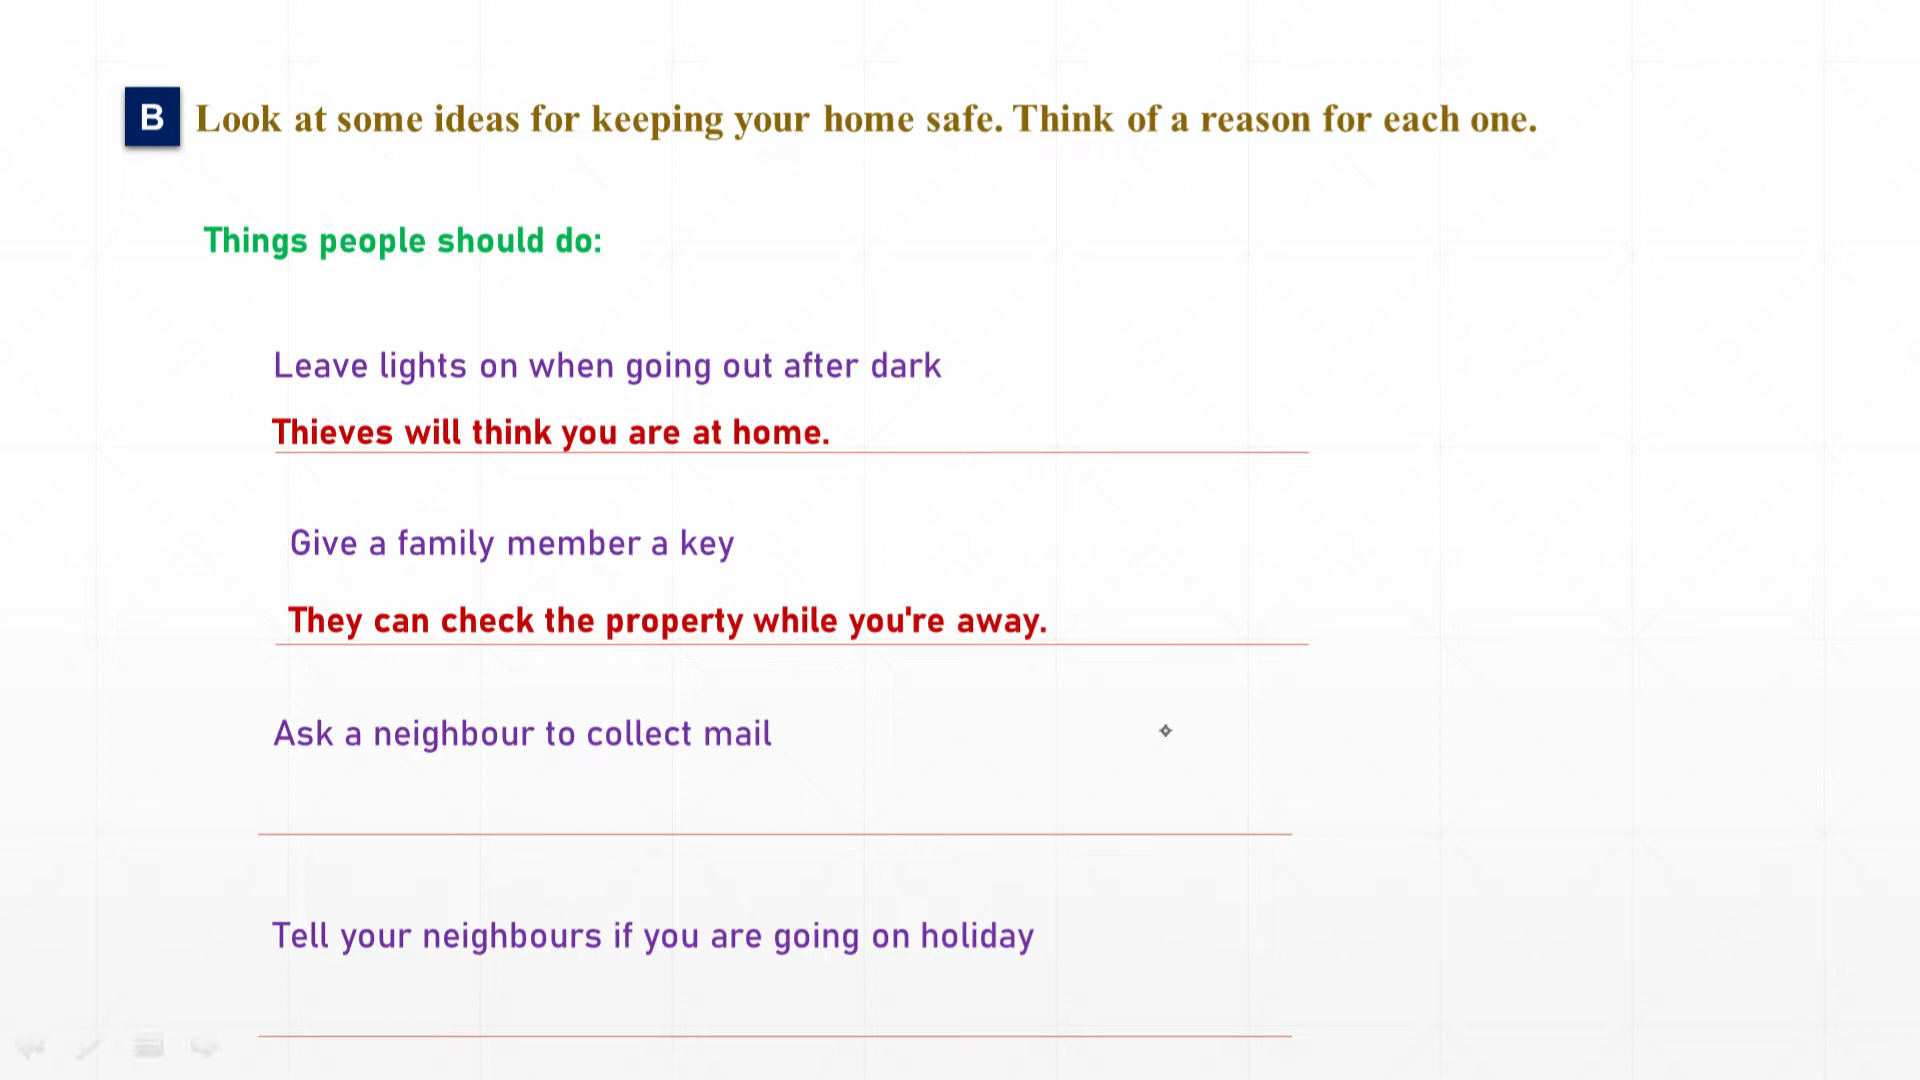 B Look at some ideas for keeping your home safe. Think of a reason for each one.
Things people should do:
Leave lights on when going out after dark
Thieves will think you are at home.
Give a family member a key
They can check the property while you're away.
Ask a neighbour to collect mail
Tell your neighbours if you are going on holiday